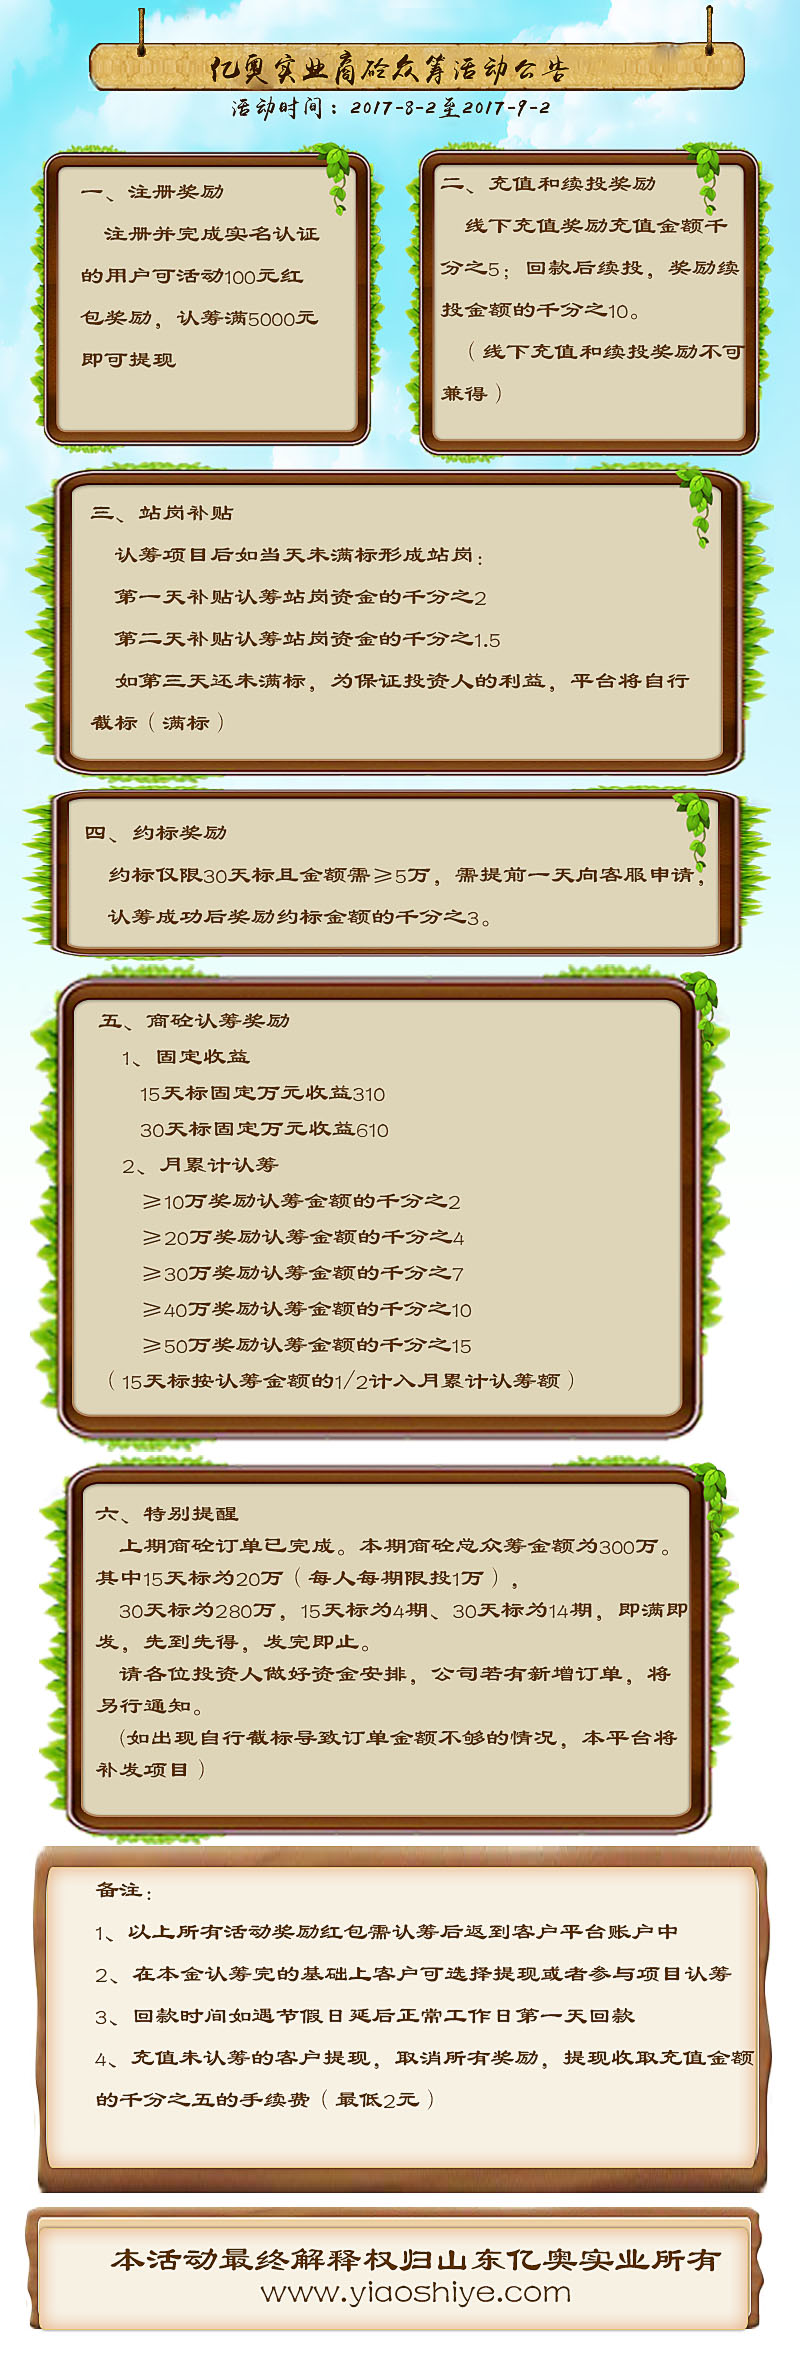 亿奥实业商砼众筹活动公告
活动时间：2017-8-2至2017-9-2
一、注册奖励
注册并完成实名认证
的用户可活动100元红
包奖励，认筹满5000元
即可提现
二、充值和续投奖励
线下充值奖励充值金额千
分之5；回款后续投，奖励续
投金额的千分之10。
（线下充值和续投奖励不可
兼得）
三、站岗补贴
认筹项目后如当天未满标形成站岗：
第一天补贴认筹站岗资金的千分之2
第二天补贴认筹站岗资金的千分之1.5
如第三天还未满标，为保证投资人的利益，平台将自行
截标（满标）
四、约标奖励
约标仅限30天标且金额需≥5万，需提前一天向客服申请，
认筹成功后奖励约标金额的千分之3。
五、商砼认筹奖励
1、固定收益
15天标固定万元收益310
30天标固定万元收益610
2、月累计认筹
≥10万奖励认筹金额的千分之2
≥20万奖励认筹金额的千分之4
≥30万奖励认筹金额的千分之7
≥40万奖励认筹金额的千分之10
≥50万奖励认筹金额的千分之15
（15天标按认筹金额的1/2计入月累计认筹额）
六、特别提醒
上期商砼订单已完成。本期商砼总众筹金额为300万。
其中15天标为20万（每人每期限投1万），
30天标为280万，15天标为4期、30天标为14期，即满即
发，先到先得，发完即止。
请各位投资人做好资金安排，公司若有新增订单，将
另行通知。
(如出现自行截标导致订单金额不够的情况，本平台将
补发项目）
备注：
1、以上所有活动奖励红包需认筹后返到客户平台账户中
2、在本金认筹完的基础上客户可选择提现或者参与项目认筹
3、回款时间如遇节假日延后正常工作日第一天回款
4、充值未认筹的客户提现，取消所有奖励，提现收取充值金额
的千分之五的手续费（最低2元）
本活动最终解释权归山东亿奥实业所有
www.yiaoshiye.com